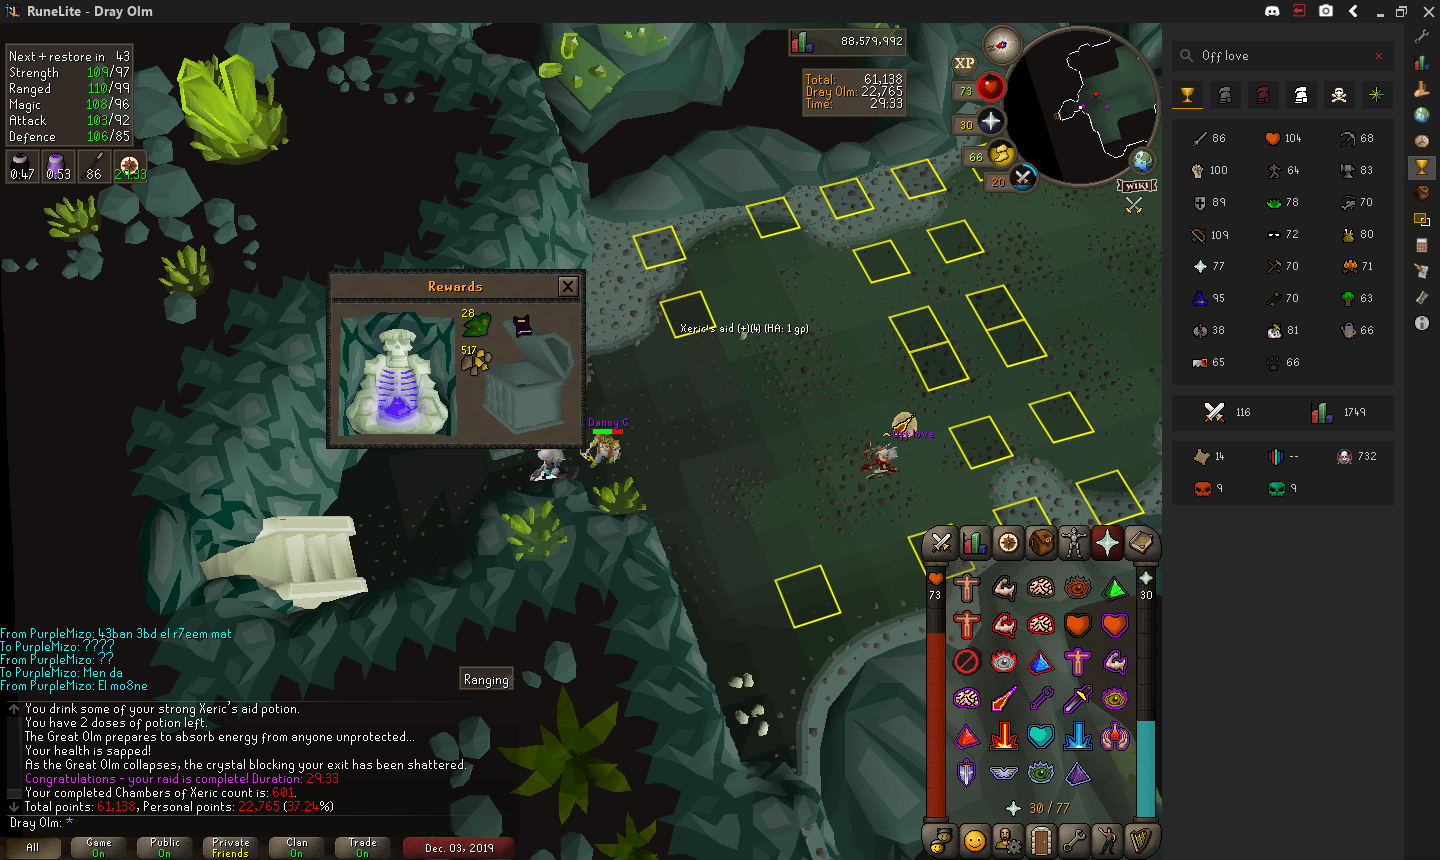 RuneLite - Dray Olm
Next + restore in 43
Strength 109/97
Ranged 110/99
Magic 108/96
Attack 103/92
Defence 106/85
0:47
0:53
86
29:33
88,579,992
Total: 61,138
Dray Olm: 22,765
Time: 29:33
XP
73
30
66
20
WIKI
Rewards
28
517
Xeric's aid (+)(4) (HA: 1 gp)
Danny G
Off love
From PurpleMizo: 43ban 3bd el r7eem mat
To PurpleMizo: ????
From PurpleMizo: ??
To PurpleMizo: Men da
From PurpleMizo: El mo8ne
Ranging
You drink some of your strong Xeric's aid potion.
You have 2 doses of potion left.
The Great Olm prepares to absorb energy from anyone unprotected...
Your health is sapped!
As the Great Olm collapses, the crystal blocking your exit has been shattered.
Congratulations - your raid is complete! Duration: 29:33
Your completed Chambers of Xeric count is: 601.
Total points: 61,138, Personal points: 22,765 (37.24%)
Dray Olm: *
All
Game
On
Public
On
Private
Friends
Clan
On
Trade
On
Dec. 03, 2019
73
30
30 / 77
Off love
86 104 68
100 64 83
89 78 70
109 72 80
77 70 71
95 70 63
38 81 66
65 66
116 1749
14 -- 732
9 9